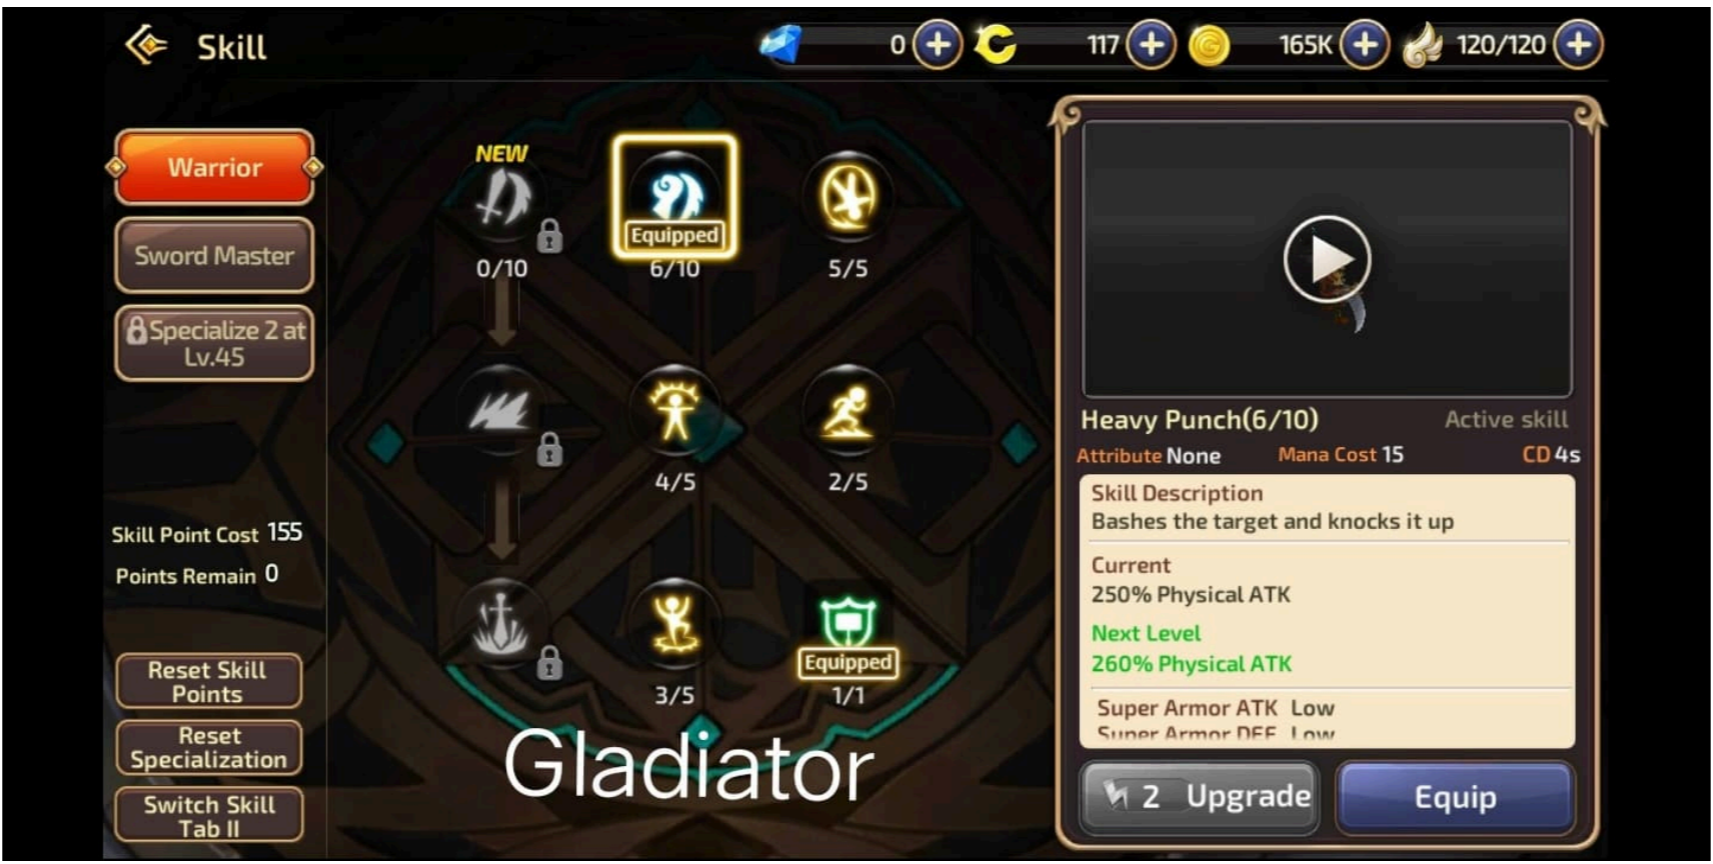 Skill
0
117
165K
120/120
Warrior
Sword Master
Specialize 2 at
Lv.45
Skill Point Cost 155
Points Remain 0
Reset Skill
Points
Reset
Specialization
Switch Skill
Tab II
NEW
0/10
Equipped
6/10
5/5
4/5
2/5
3/5
Equipped
1/1
Gladiator
Heavy Punch(6/10)
Active skill
Attribute None
Mana Cost 15
CD 4s
Skill Description
Bashes the target and knocks it up
Current
250% Physical ATK
Next Level
260% Physical ATK
Super Armor ATK Low
Super Armor DEF Low
2 Upgrade
Equip